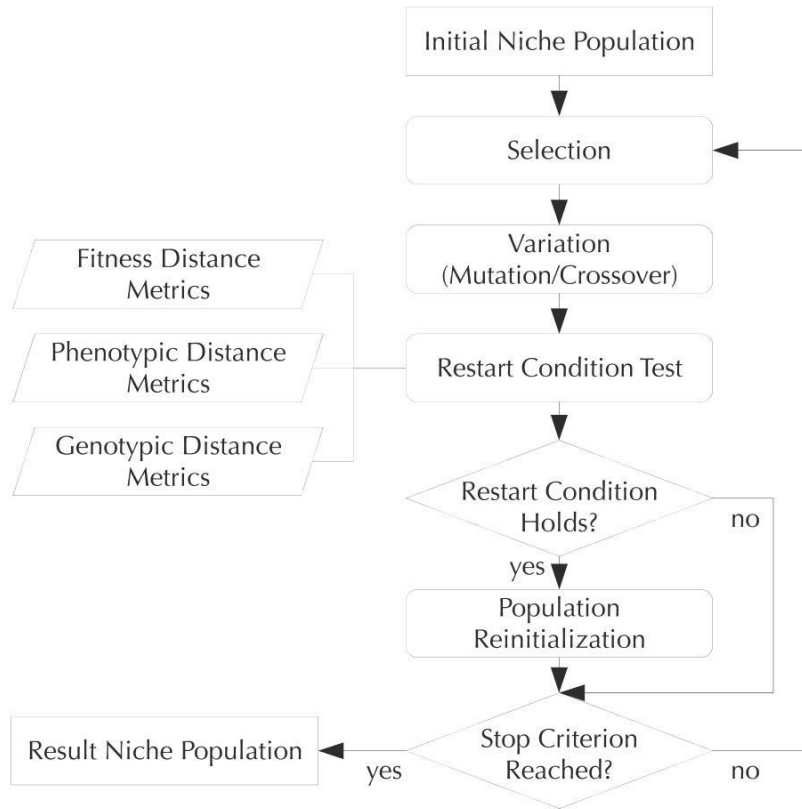 Initial Niche Population
Selection
Variation
(Mutation/Crossover)
Fitness Distance
Metrics
Phenotypic Distance
Metrics
Genotypic Distance
Metrics
Restart Condition Test
Restart Condition
Holds?
no
yes
Population
Reinitialization
Stop Criterion
Reached?
yes
no
Result Niche Population